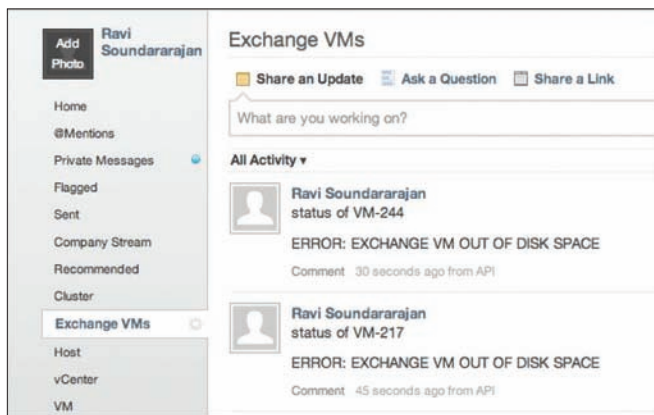 Add Photo
Ravi Soundararajan
Home
@Mentions
Private Messages
Flagged
Sent
Company Stream
Recommended
Cluster
Exchange VMs
Host
vCenter
VM
Exchange VMs
Share an Update Ask a Question Share a Link
What are you working on?
All Activity ▾
Ravi Soundararajan
status of VM-244
ERROR: EXCHANGE VM OUT OF DISK SPACE
Comment 30 seconds ago from API
Ravi Soundararajan
status of VM-217
ERROR: EXCHANGE VM OUT OF DISK SPACE
Comment 45 seconds ago from API